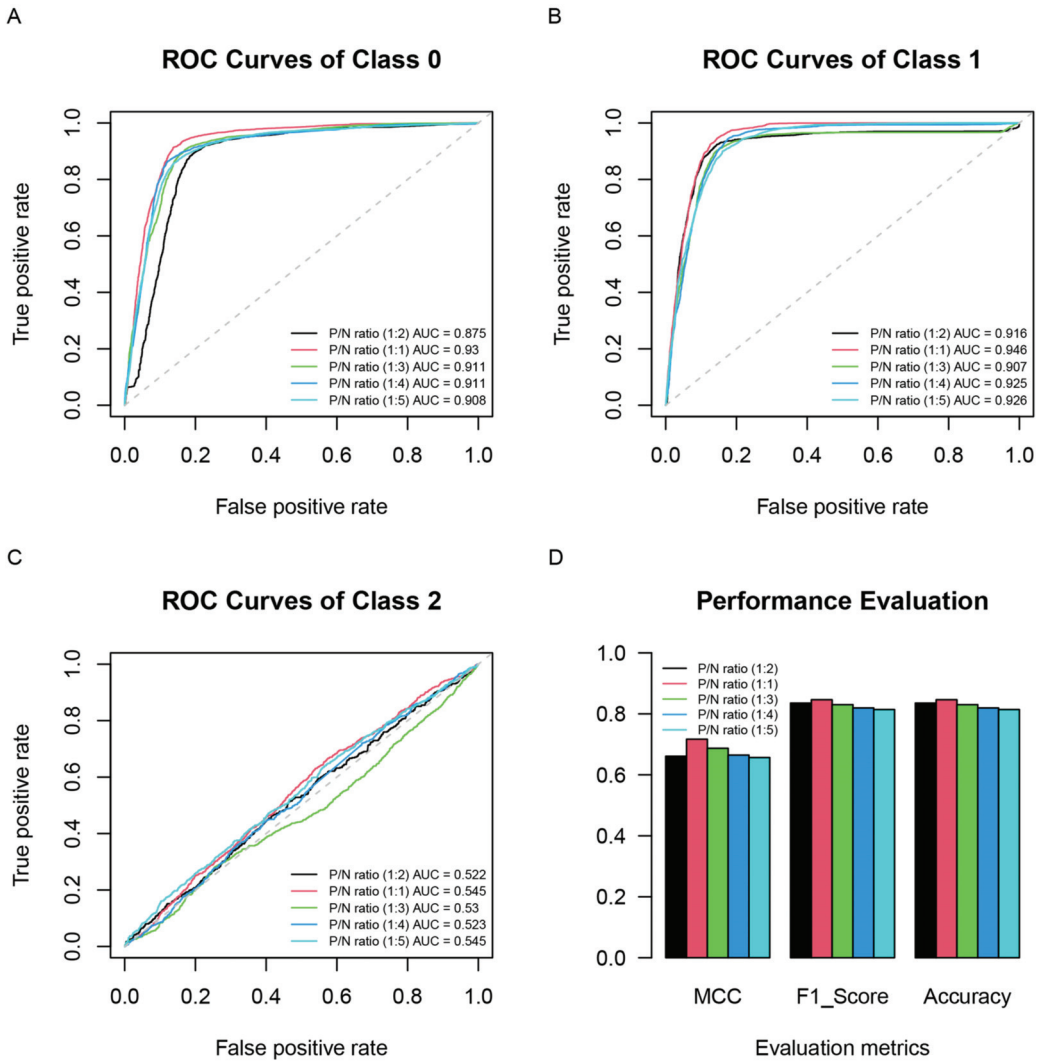 A
ROC Curves of Class 0
True positive rate
1.0
0.8
0.6
0.4
0.2
0.0
P/N ratio (1:2) AUC = 0.875
P/N ratio (1:1) AUC = 0.93
P/N ratio (1:3) AUC = 0.911
P/N ratio (1:4) AUC = 0.911
P/N ratio (1:5) AUC = 0.908
0.0 0.2 0.4 0.6 0.8 1.0
False positive rate
B
ROC Curves of Class 1
True positive rate
1.0
0.8
0.6
0.4
0.2
0.0
P/N ratio (1:2) AUC = 0.916
P/N ratio (1:1) AUC = 0.946
P/N ratio (1:3) AUC = 0.907
P/N ratio (1:4) AUC = 0.925
P/N ratio (1:5) AUC = 0.926
0.0 0.2 0.4 0.6 0.8 1.0
False positive rate
C
ROC Curves of Class 2
True positive rate
1.0
0.8
0.6
0.4
0.2
0.0
P/N ratio (1:2) AUC = 0.522
P/N ratio (1:1) AUC = 0.545
P/N ratio (1:3) AUC = 0.53
P/N ratio (1:4) AUC = 0.523
P/N ratio (1:5) AUC = 0.545
0.0 0.2 0.4 0.6 0.8 1.0
False positive rate
D
Performance Evaluation
1.0
0.8
0.6
0.4
0.2
0.0
P/N ratio (1:2)
P/N ratio (1:1)
P/N ratio (1:3)
P/N ratio (1:4)
P/N ratio (1:5)
MCC F1_Score Accuracy
Evaluation metrics